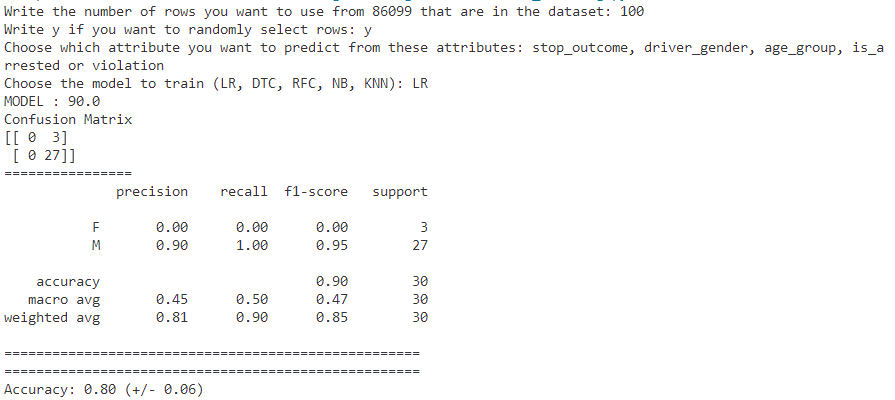 Write the number of rows you want to use from 86099 that are in the dataset: 100
Write y if you want to randomly select rows: y
Choose which attribute you want to predict from these attributes: stop_outcome, driver_gender, age_group, is_a
rrested or violation
Choose the model to train (LR, DTC, RFC, NB, KNN): LR
MODEL : 90.0
Confusion Matrix
[[ 0  3]
 [ 0 27]]
================
              precision    recall  f1-score   support

           F       0.00      0.00      0.00         3
           M       0.90      1.00      0.95        27

    accuracy                           0.90        30
   macro avg       0.45      0.50      0.47        30
weighted avg       0.81      0.90      0.85        30

====================================================
====================================================
Accuracy: 0.80 (+/- 0.06)